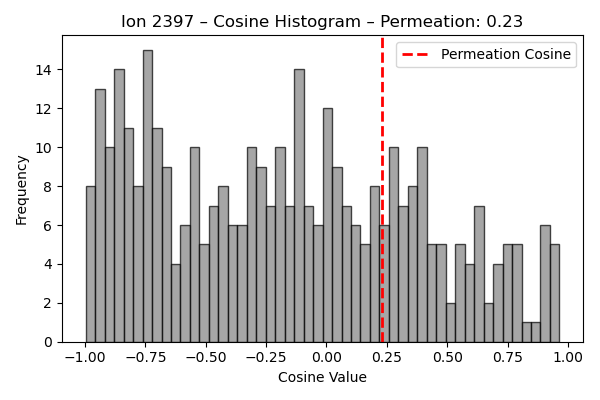 Ion 2397 – Cosine Histogram – Permeation: 0.23
Permeation Cosine
Frequency
14
12
10
8
6
4
2
0
−1.00 −0.75 −0.50 −0.25 0.00 0.25 0.50 0.75 1.00
Cosine Value